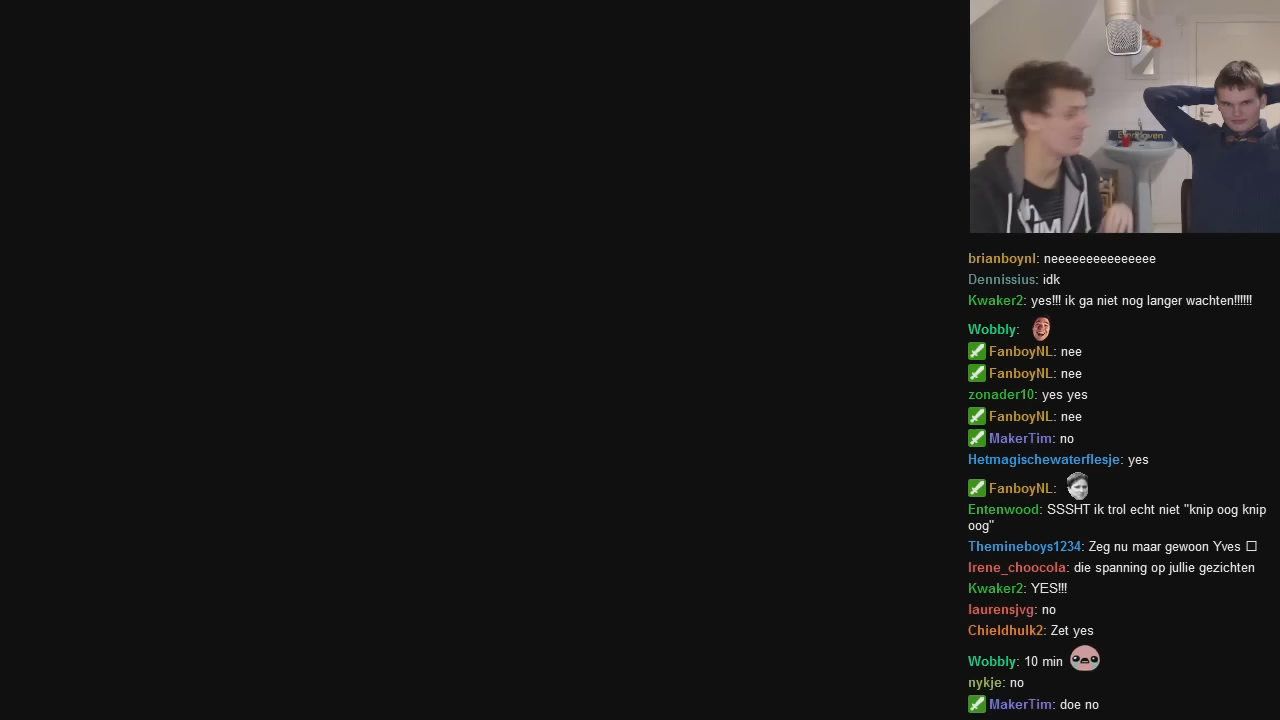 brianboynl: neeeeeeeeeeeeeee
Dennissius: idk
Kwaker2: yes!!! ik ga niet nog langer wachten!!!!!!
Wobbly:
FanboyNL: nee
FanboyNL: nee
zonader10: yes yes
FanboyNL: nee
MakerTim: no
Hetmagischewaterflesje: yes
FanboyNL:
Entenwood: SSSHT ik trol echt niet "knip oog knip
oog"
Themineboys1234: Zeg nu maar gewoon Yves □
Irene_choocola: die spanning op jullie gezichten
Kwaker2: YES!!!
laurensjvg: no
Chieldhulk2: Zet yes
Wobbly: 10 min
nykje: no
MakerTim: doe no